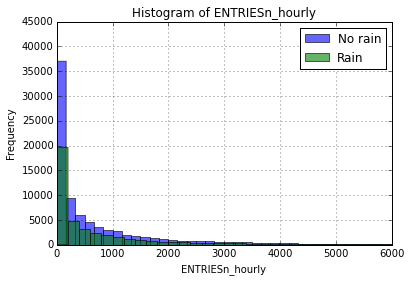 Histogram of ENTRIESn_hourly
45000
40000
35000
30000
25000
20000
15000
10000
5000
0
Frequency
No rain
Rain
0 1000 2000 3000 4000 5000 6000
ENTRIESn_hourly